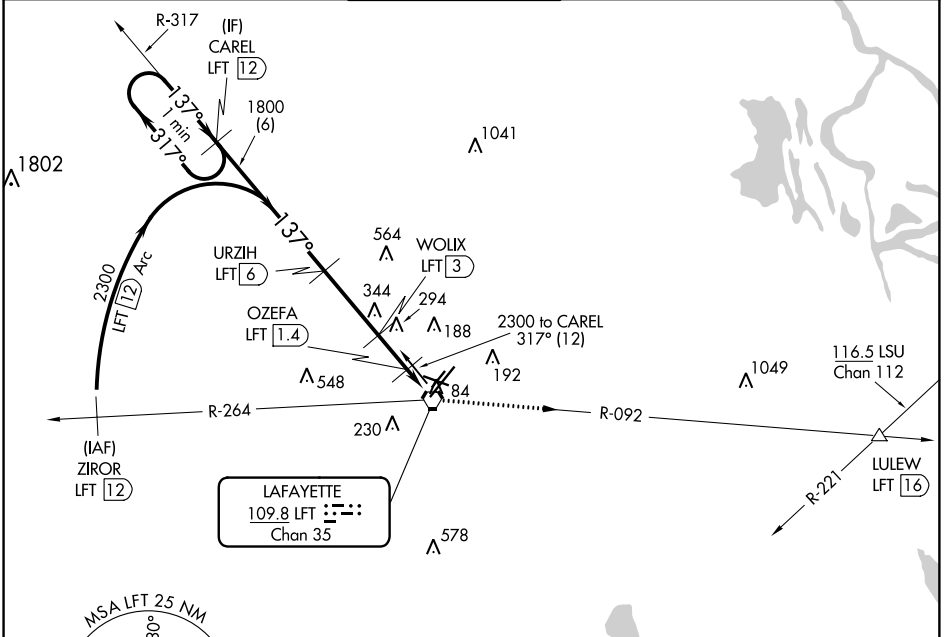 R-317
(IF)
CAREL
LFT 12
137°
1 min
317°
1800
(6)
1041
1802
137°
2300
LFT 12 Arc
URZIH
LFT 6
564
WOLIX
LFT 3
344
294
188
OZEFA
LFT 1.4
2300 to CAREL
317° (12)
192
548
84
1049
116.5 LSU
Chan 112
R-264
R-092
230
(IAF)
ZIROR
LFT 12
LULEW
LFT 16
R-221
LAFAYETTE
109.8 LFT
Chan 35
578
MSA LFT 25 NM